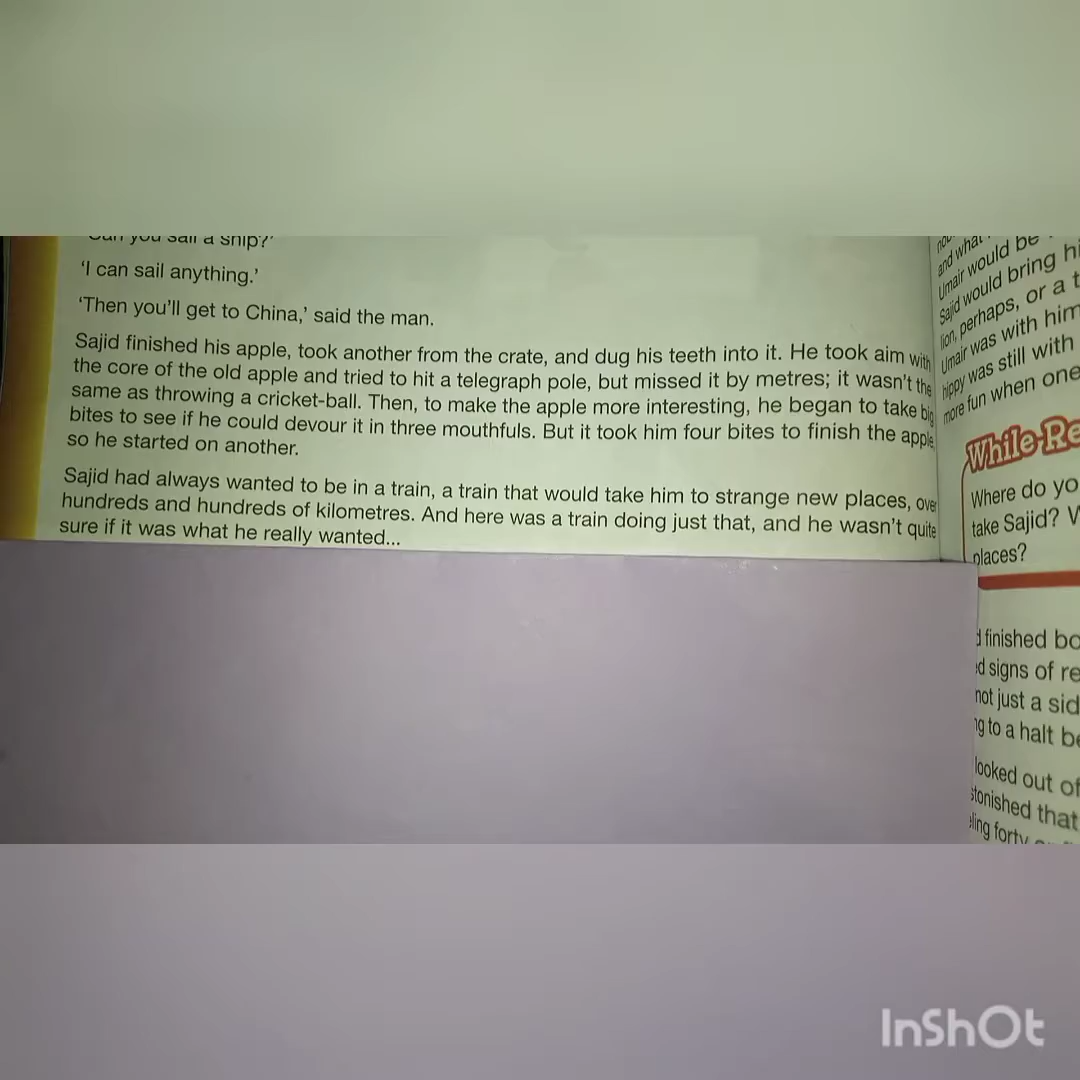 Can you sail a ship?'
'I can sail anything.'
'Then you'll get to China,' said the man.
Sajid finished his apple, took another from the crate, and dug his teeth into it. He took aim with
the core of the old apple and tried to hit a telegraph pole, but missed it by metres; it wasn't the
same as throwing a cricket-ball. Then, to make the apple more interesting, he began to take big
bites to see if he could devour it in three mouthfuls. But it took him four bites to finish the apple,
so he started on another.
Sajid had always wanted to be in a train, a train that would take him to strange new places, over
hundreds and hundreds of kilometres. And here was a train doing just that, and he wasn't quite
sure if it was what he really wanted...
and what
Umair would be
Sajid would bring hi
lion, perhaps, or a t
Umair was with him
hippy was still with
more fun when one
While-Re
Where do yo
take Sajid? W
places?
finished bo
signs of re
not just a sid
to a halt be
looked out of
stonished that
ling forty
InShOt